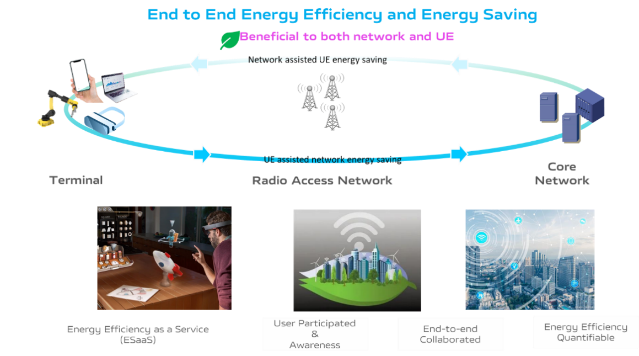 End to End Energy Efficiency and Energy Saving
Beneficial to both network and UE
Network assisted UE energy saving
UE assisted network energy saving
Terminal
Radio Access Network
Core
Network
Energy Efficiency as a Service
(ESaaS)
User Participated
&
Awareness
End-to-end
Collaborated
Energy Efficiency
Quantifiable